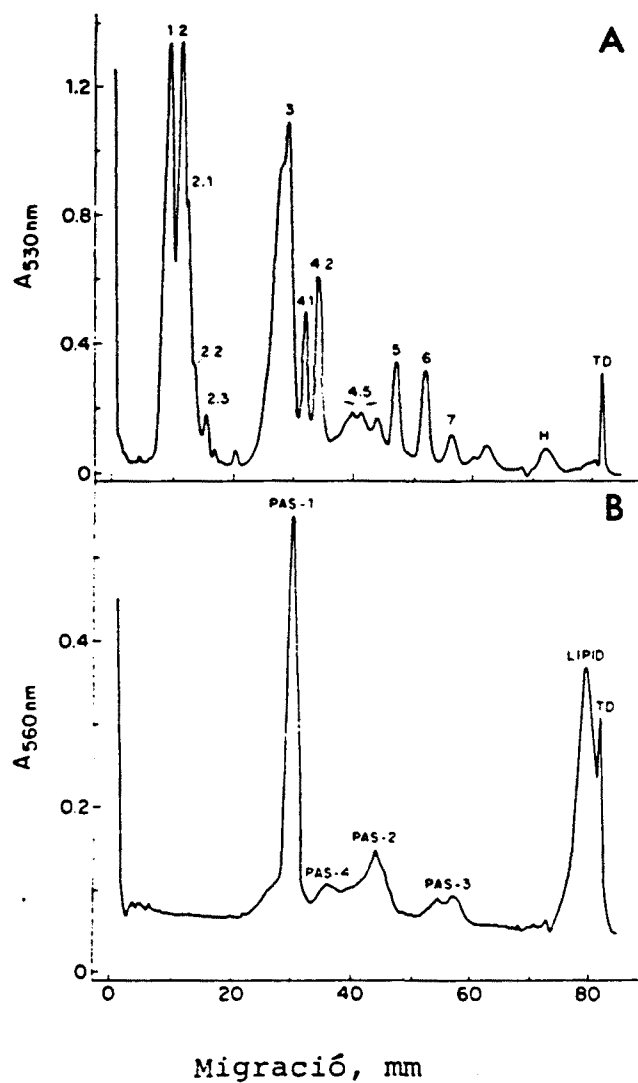 A
1 2
3
1.2
2.1
0.8
A530nm
4.2
4.1
0.4
2.2
2.3
4.5
5
6
7
H
TD
0
B
PAS-1
0.4
A560nm
LIPID
TD
0.2
PAS-4
PAS-2
PAS-3
0
0 20 40 60 80
Migració, mm